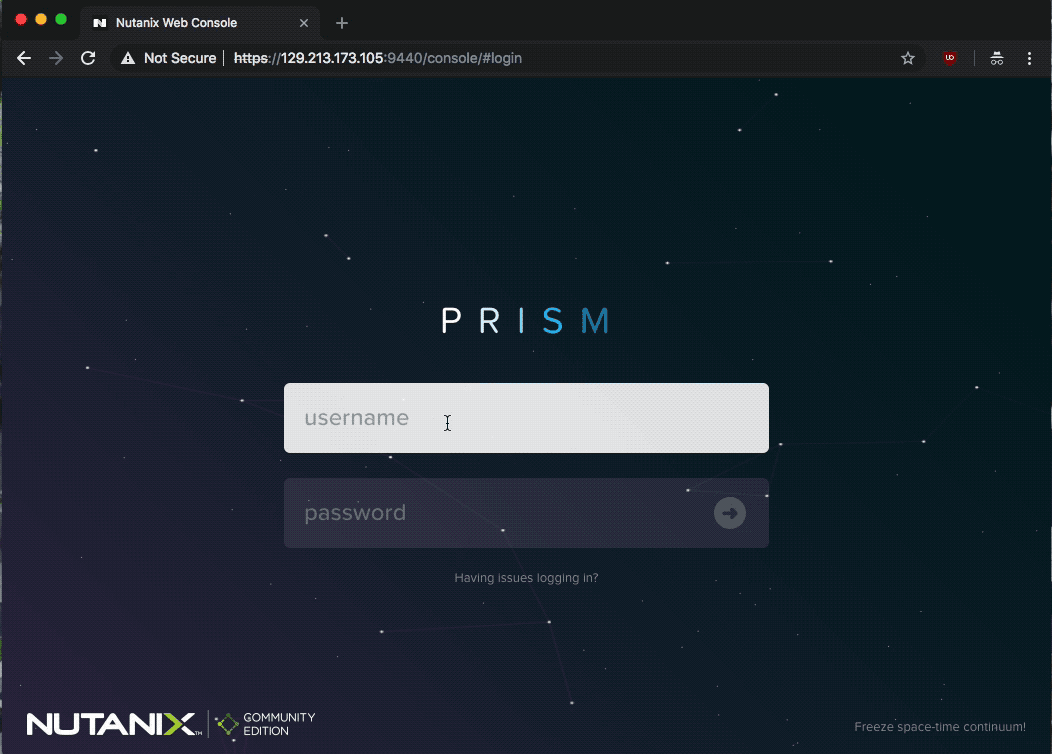 Nutanix Web Console
Not Secure | https://129.213.173.105:9440/console/#login
PRISM
username
password
Having issues logging in?
NUTANIX™ COMMUNITY
EDITION
Freeze space-time continuum!